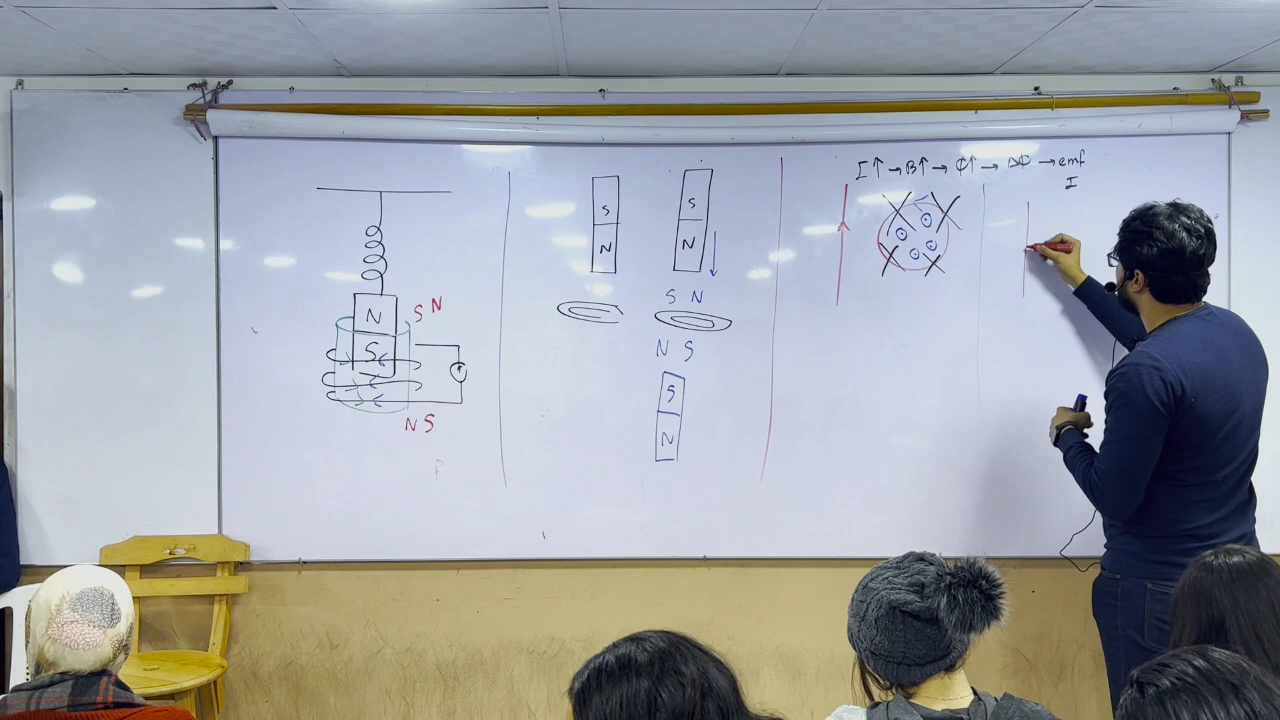 N
S
S N
N S
S
N
S
N
S N
N S
S
N
I↑ → B↑ → Φ↑ → ΔΦ → emf
I